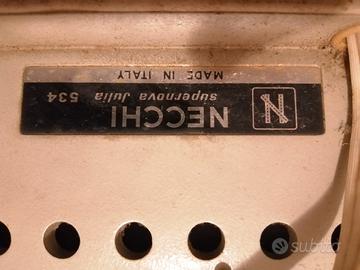 N
NECCHI
supernova Julia 534
MADE IN ITALY
subito